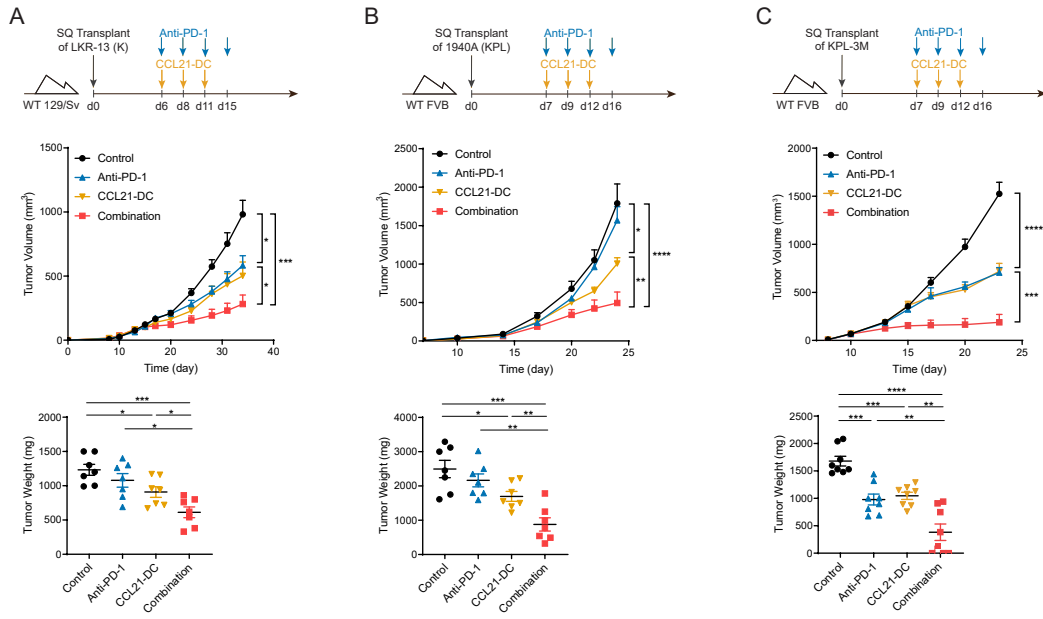 A
SQ Transplant
of LKR-13 (K)
Anti-PD-1
CCL21-DC
WT 129/Sv
d0
d6
d8
d11
d15
Control
Anti-PD-1
CCL21-DC
Combination
Tumor Volume (mm³)
1500
1000
500
0
*
*
***
0
10
20
30
40
Time (day)
***
*
*
*
Tumor Weight (mg)
2000
1500
1000
500
0
Control
Anti-PD-1
CCL21-DC
Combination
B
SQ Transplant
of 1940A (KPL)
Anti-PD-1
CCL21-DC
WT FVB
d0
d7
d9
d12
d16
Control
Anti-PD-1
CCL21-DC
Combination
Tumor Volume (mm³)
2500
2000
1500
1000
500
0
*
**
****
10
15
20
25
Time (day)
***
*
**
**
Tumor Weight (mg)
4000
3000
2000
1000
0
Control
Anti-PD-1
CCL21-DC
Combination
C
SQ Transplant
of KPL-3M
Anti-PD-1
CCL21-DC
WT FVB
d0
d7
d9
d12
d16
Control
Anti-PD-1
CCL21-DC
Combination
Tumor Volume (mm³)
2000
1500
1000
500
0
****
***
10
15
20
25
Time (day)
****
***
**
***
**
Tumor Weight (mg)
2500
2000
1500
1000
500
0
Control
Anti-PD-1
CCL21-DC
Combination